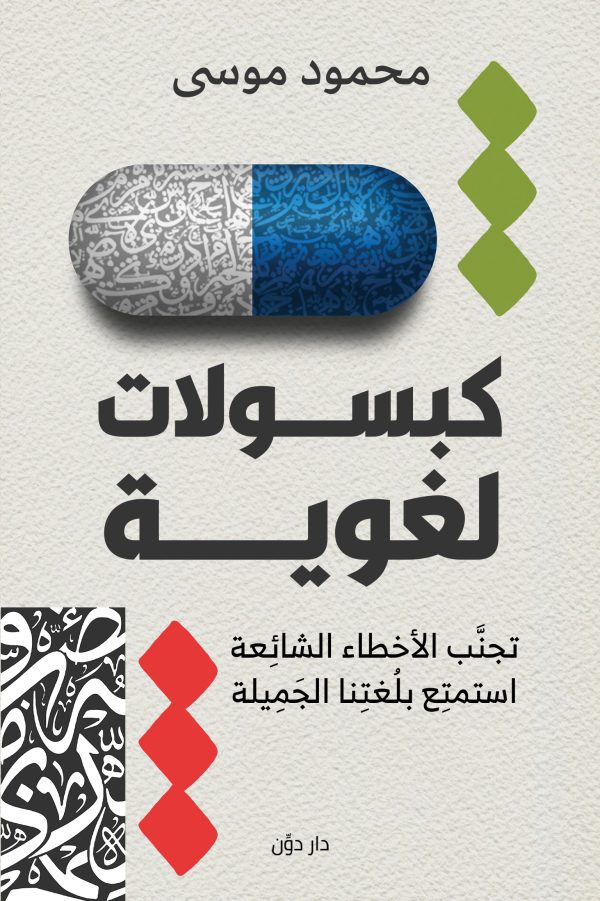 محمود موسى
كبسولات
لغوية
تجنَّب الأخطاء الشائِعة
استمتِع بلُغتِنا الجَمِيلة
دار دوِّن